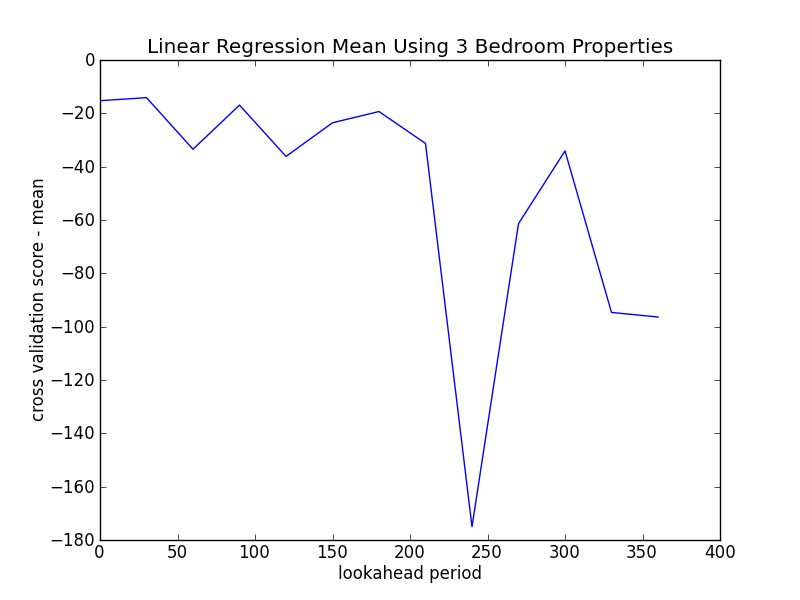 Linear Regression Mean Using 3 Bedroom Properties
0
−20
−40
−60
−80
−100
−120
−140
−160
−180
cross validation score - mean
0 50 100 150 200 250 300 350 400
lookahead period